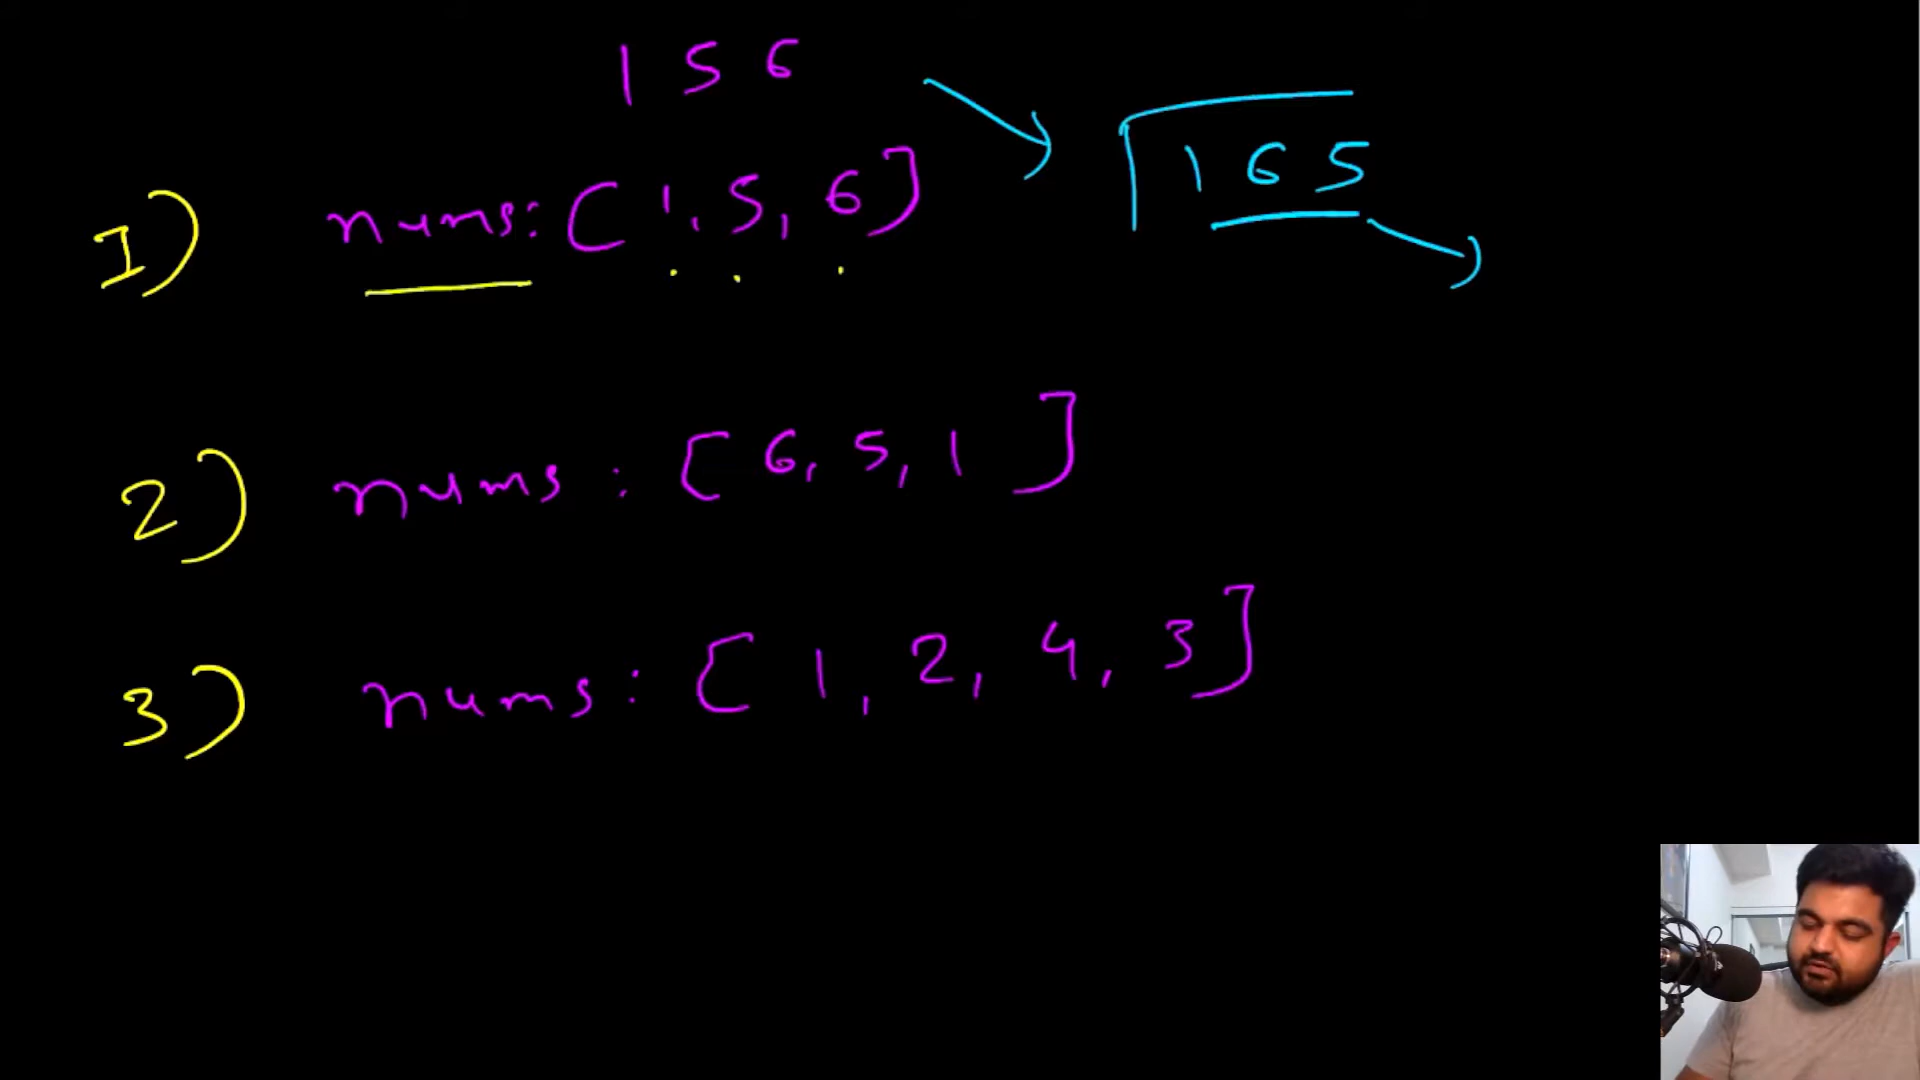 1 5 6
1) nums: [1, 5, 6]
1 6 5
2) nums : [6, 5, 1]
3) nums: [1, 2, 4, 3]